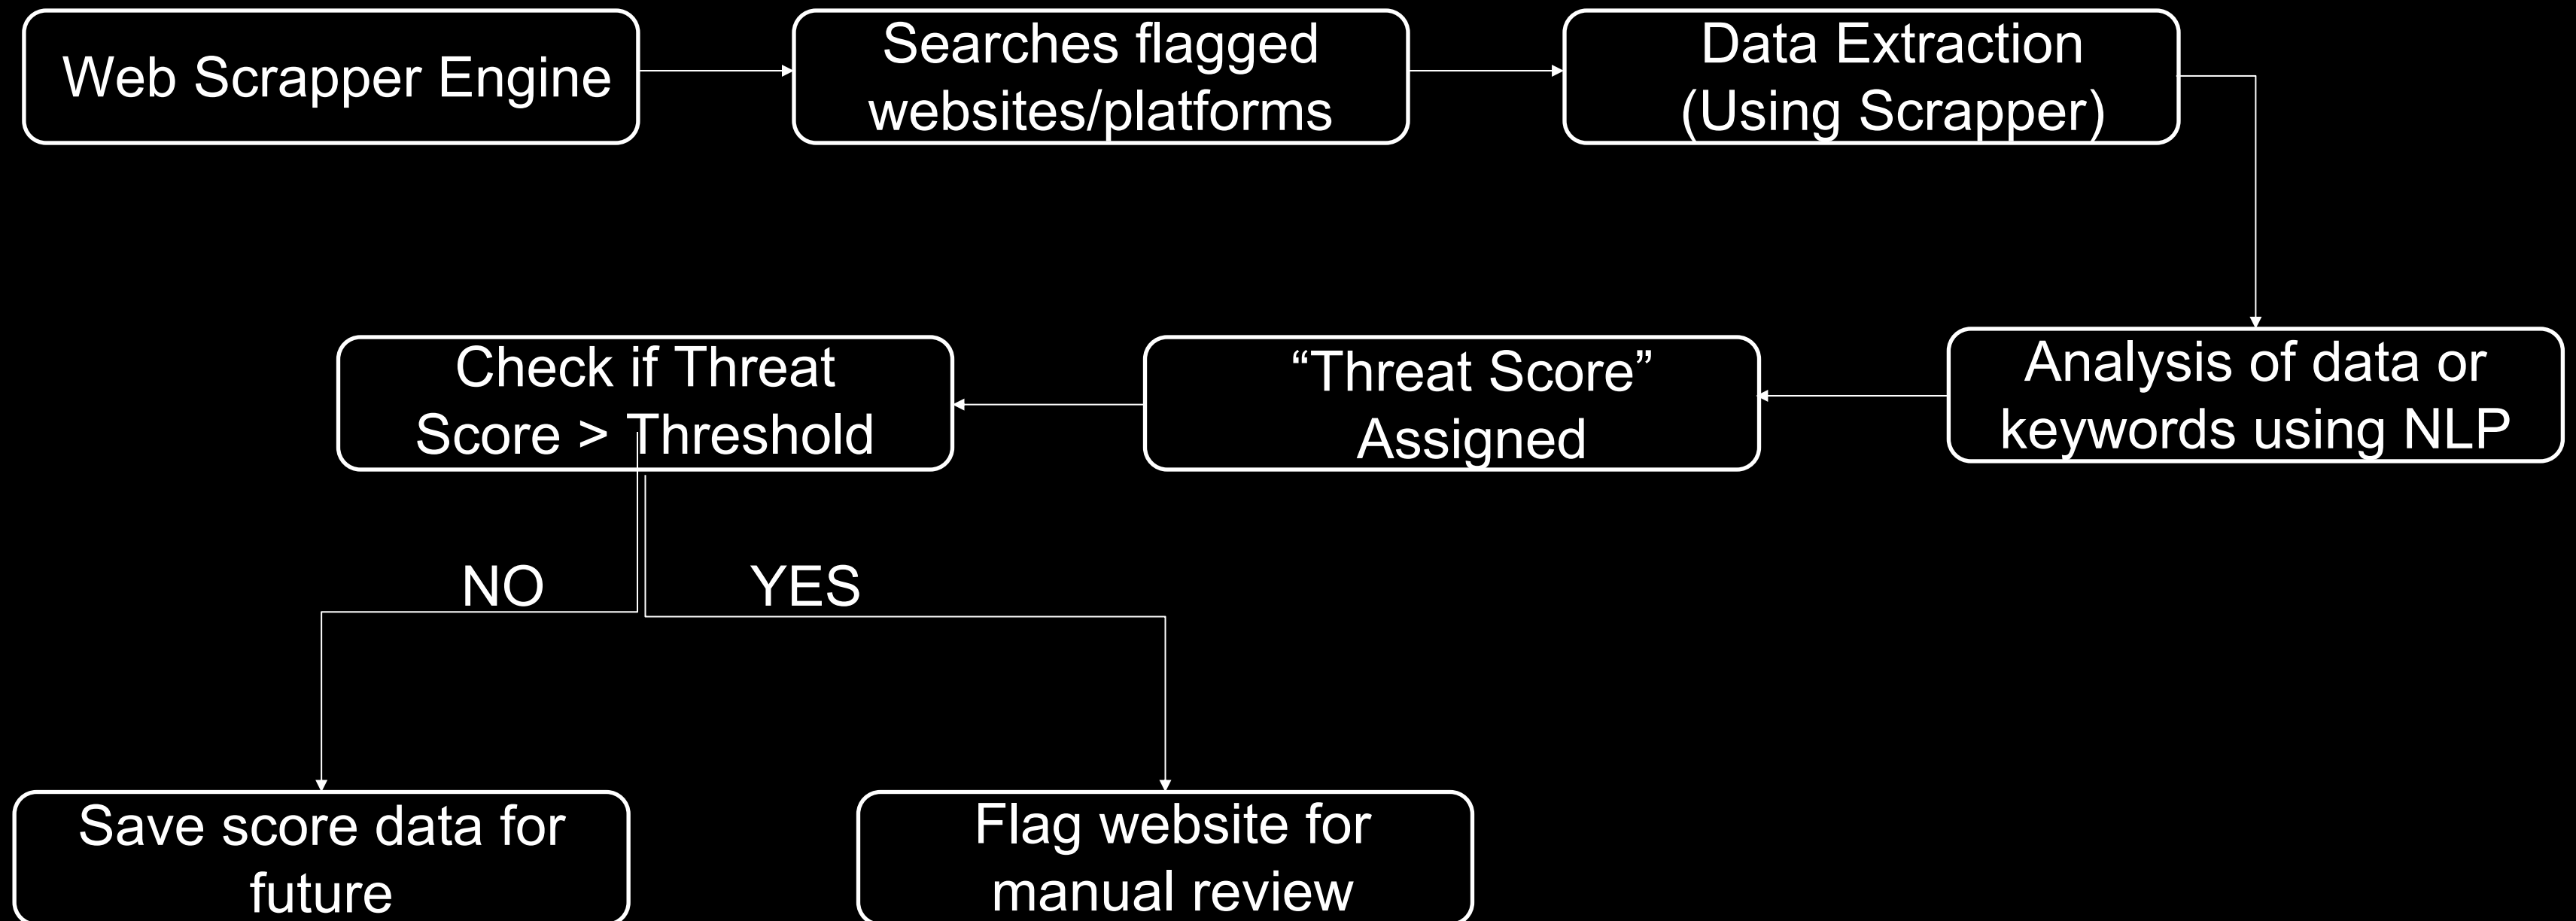 Web Scrapper Engine
Searches flagged
websites/platforms
Data Extraction
(Using Scrapper)
Analysis of data or
keywords using NLP
“Threat Score”
Assigned
Check if Threat
Score > Threshold
NO
YES
Save score data for
future
Flag website for
manual review